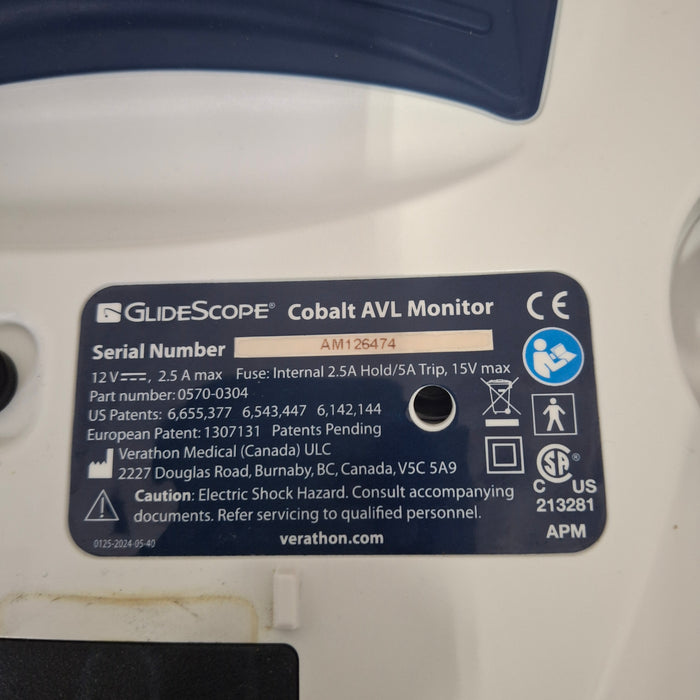 GLIDESCOPE® Cobalt AVL Monitor
CE
Serial Number AM126474
12 V, 2.5 A max Fuse: Internal 2.5A Hold/5A Trip, 15V max
Part number: 0570-0304
US Patents: 6,655,377 6,543,447 6,142,144
European Patent: 1307131 Patents Pending
Verathon Medical (Canada) ULC
2227 Douglas Road, Burnaby, BC, Canada, V5C 5A9
Caution: Electric Shock Hazard. Consult accompanying
documents. Refer servicing to qualified personnel.
0125-2024-05-40
verathon.com
SA®
C US
213281
APM